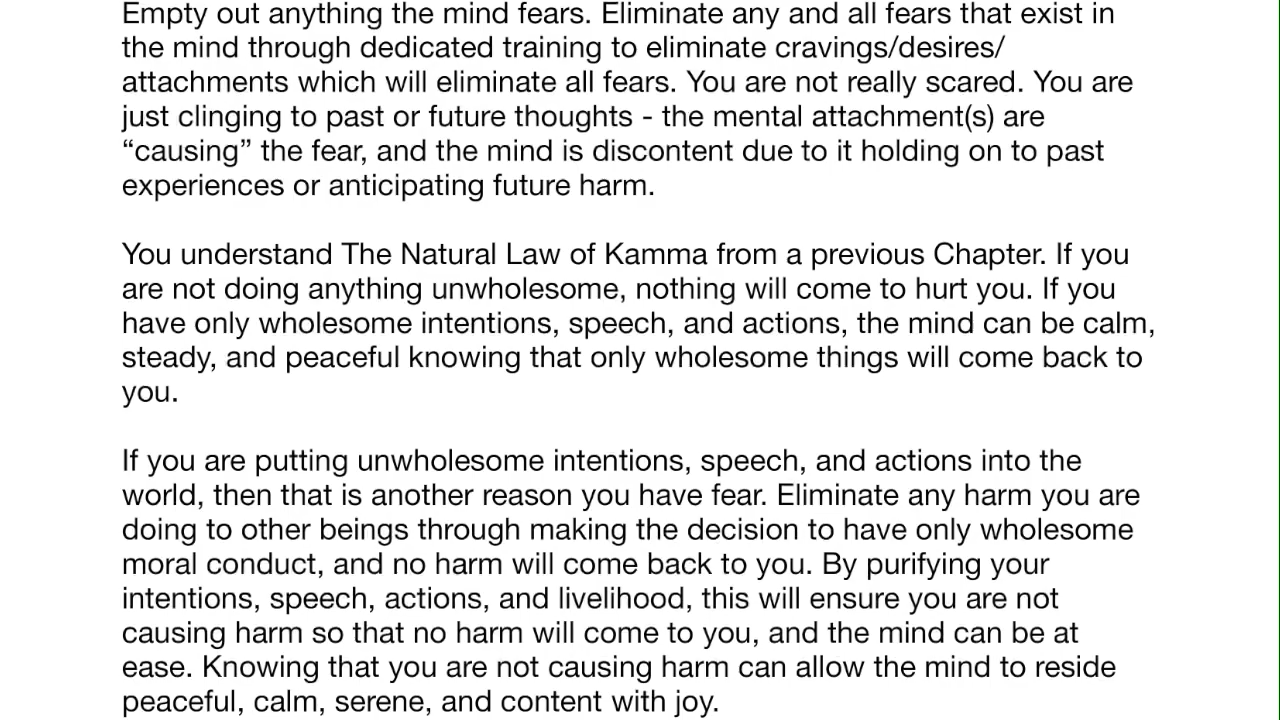 Empty out anything the mind fears. Eliminate any and all fears that exist in
the mind through dedicated training to eliminate cravings/desires/
attachments which will eliminate all fears. You are not really scared. You are
just clinging to past or future thoughts - the mental attachment(s) are
“causing” the fear, and the mind is discontent due to it holding on to past
experiences or anticipating future harm.
You understand The Natural Law of Kamma from a previous Chapter. If you
are not doing anything unwholesome, nothing will come to hurt you. If you
have only wholesome intentions, speech, and actions, the mind can be calm,
steady, and peaceful knowing that only wholesome things will come back to
you.
If you are putting unwholesome intentions, speech, and actions into the
world, then that is another reason you have fear. Eliminate any harm you are
doing to other beings through making the decision to have only wholesome
moral conduct, and no harm will come back to you. By purifying your
intentions, speech, actions, and livelihood, this will ensure you are not
causing harm so that no harm will come to you, and the mind can be at
ease. Knowing that you are not causing harm can allow the mind to reside
peaceful, calm, serene, and content with joy.